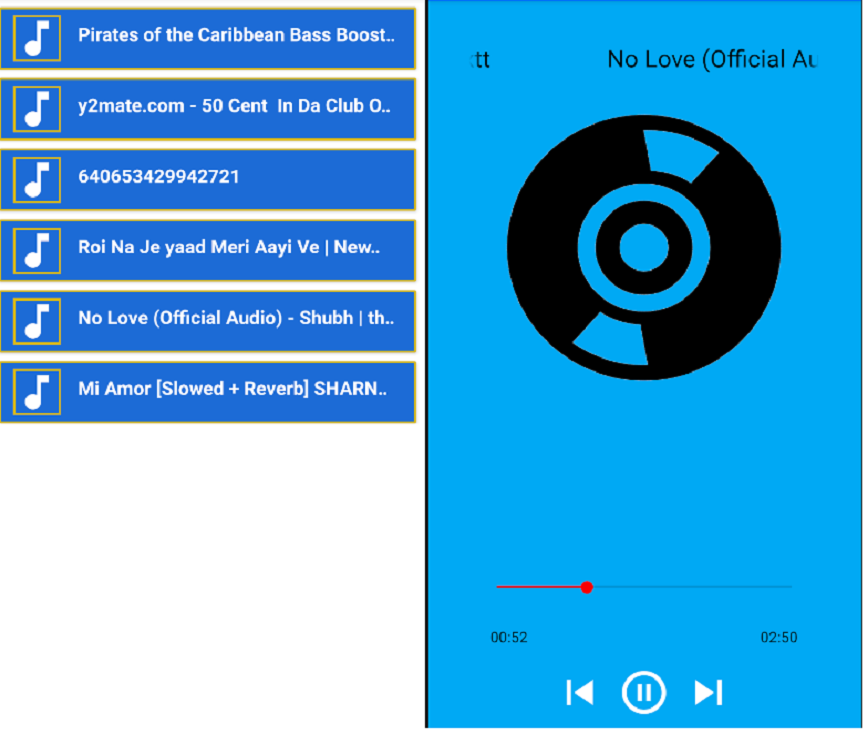 Pirates of the Caribbean Bass Boost..
y2mate.com - 50 Cent In Da Club O..
640653429942721
Roi Na Je yaad Meri Aayi Ve | New..
No Love (Official Audio) - Shubh | th..
Mi Amor [Slowed + Reverb] SHARN..
tt No Love (Official Au
00:52 02:50